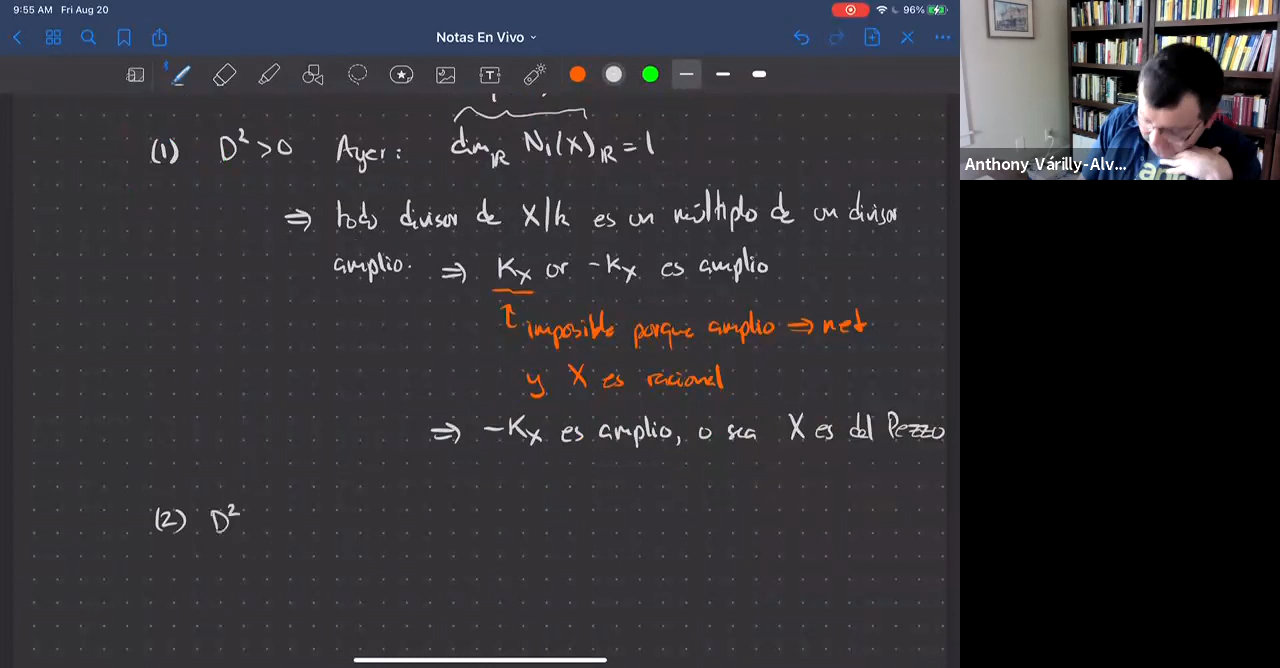 9:55 AM Fri Aug 20
96%
Notas En Vivo
(1) D² > 0 Ayer: dim_ℝ N₁(X)_ℝ = 1
⇒ todo divisor de X/k es un múltiplo de un divisor
amplio. ⇒ K_X or −K_X es amplio
↑ imposible porque amplio ⇒ nef
y X es racional
⇒ −K_X es amplio, o sea X es del Pezzo
(2) D²
Anthony Várilly-Alv...